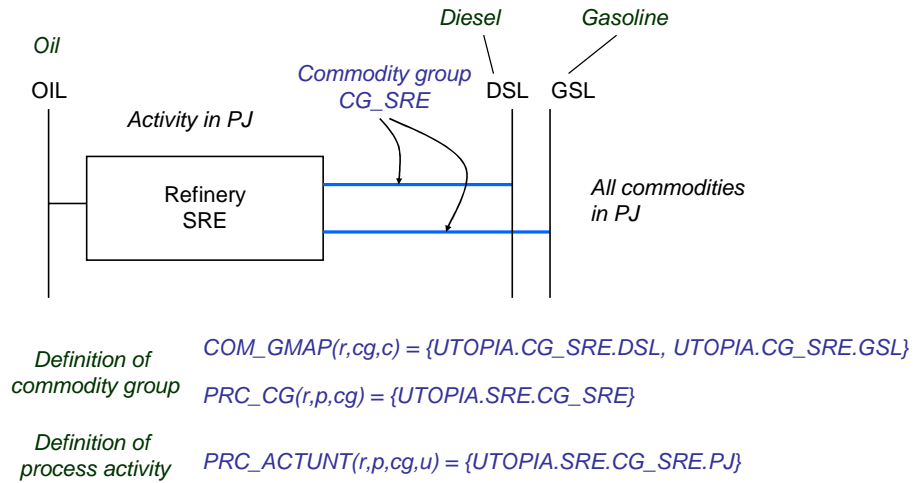 Diesel
Gasoline
Oil
Commodity group
CG_SRE
OIL
DSL
GSL
Activity in PJ
Refinery
SRE
All commodities
in PJ
Definition of
commodity group
COM_GMAP(r,cg,c) = {UTOPIA.CG_SRE.DSL, UTOPIA.CG_SRE.GSL}
PRC_CG(r,p,cg) = {UTOPIA.SRE.CG_SRE}
Definition of
process activity
PRC_ACTUNT(r,p,cg,u) = {UTOPIA.SRE.CG_SRE.PJ}